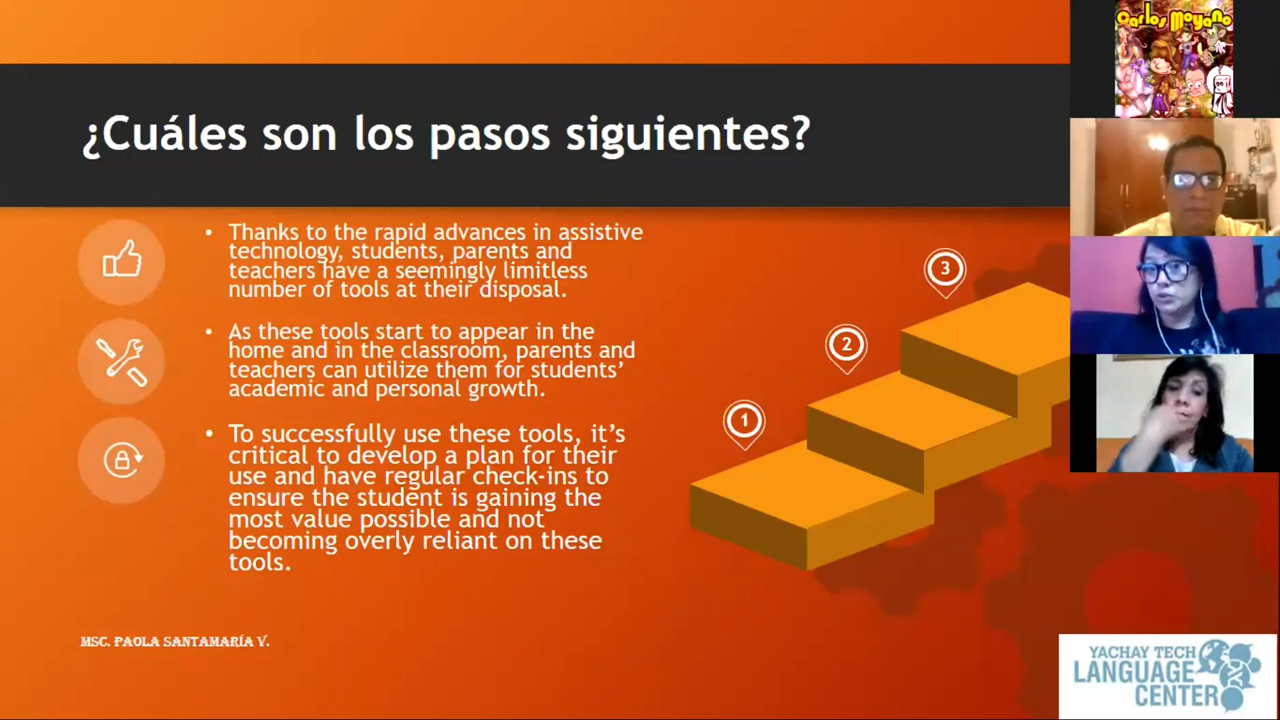 Carlos Moyano
¿Cuáles son los pasos siguientes?
• Thanks to the rapid advances in assistive
technology, students, parents and
teachers have a seemingly limitless
number of tools at their disposal.
• As these tools start to appear in the
home and in the classroom, parents and
teachers can utilize them for students’
academic and personal growth.
• To successfully use these tools, it’s
critical to develop a plan for their
use and have regular check-ins to
ensure the student is gaining the
most value possible and not
becoming overly reliant on these
tools.
1
2
3
MSC. PAOLA SANTAMARÍA V.
YACHAY TECH
LANGUAGE
CENTER